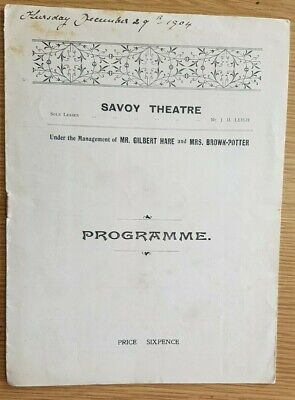 Thursday December 29th 1904
SAVOY THEATRE
SOLE LESSEE ... MR. J. H. LEIGH
Under the Management of MR. GILBERT HARE and MRS. BROWN-POTTER
PROGRAMME.
PRICE SIXPENCE